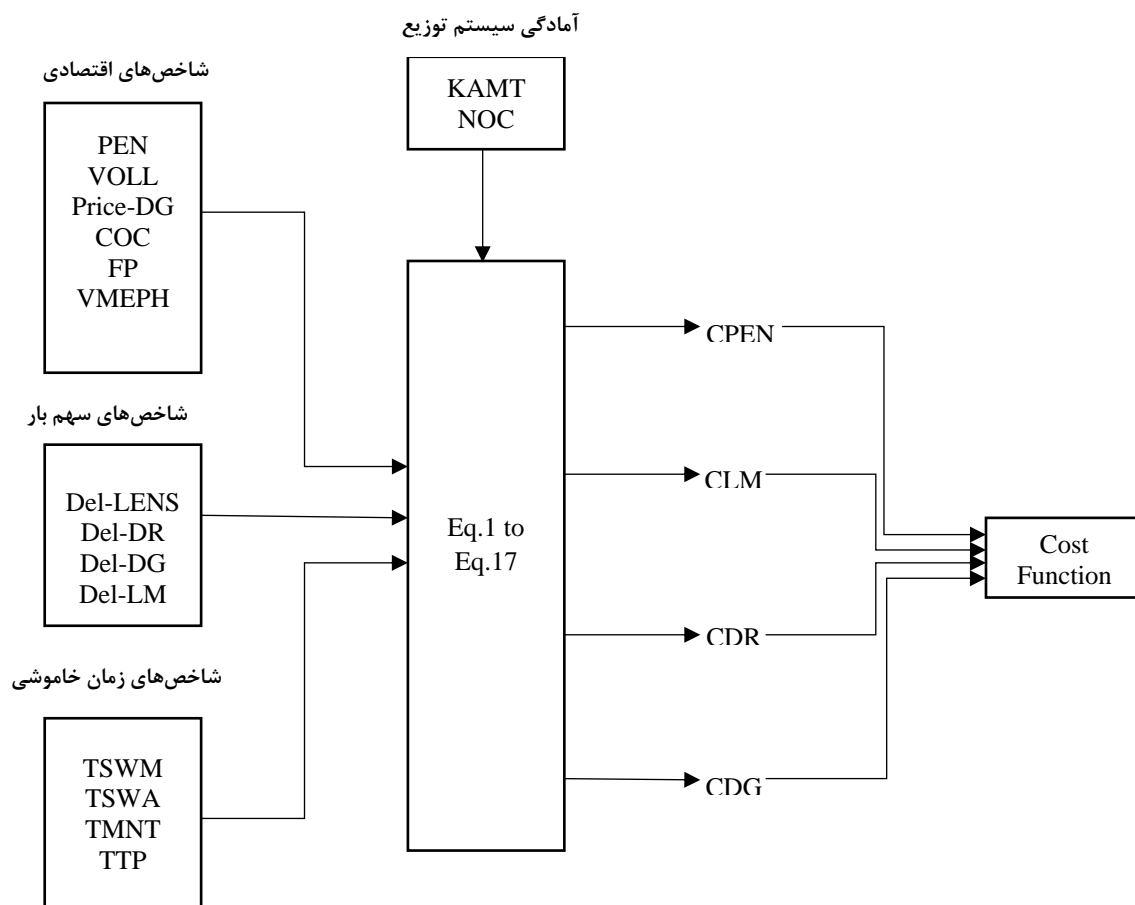 آمادگی سیستم توزیع
KAMT
NOC
شاخص‌های اقتصادی
PEN
VOLL
Price-DG
COC
FP
VMEPH
شاخص‌های سهم بار
Del-LENS
Del-DR
Del-DG
Del-LM
شاخص‌های زمان خاموشی
TSWM
TSWA
TMNT
TTP
Eq.1 to
Eq.17
CPEN
CLM
CDR
CDG
Cost
Function